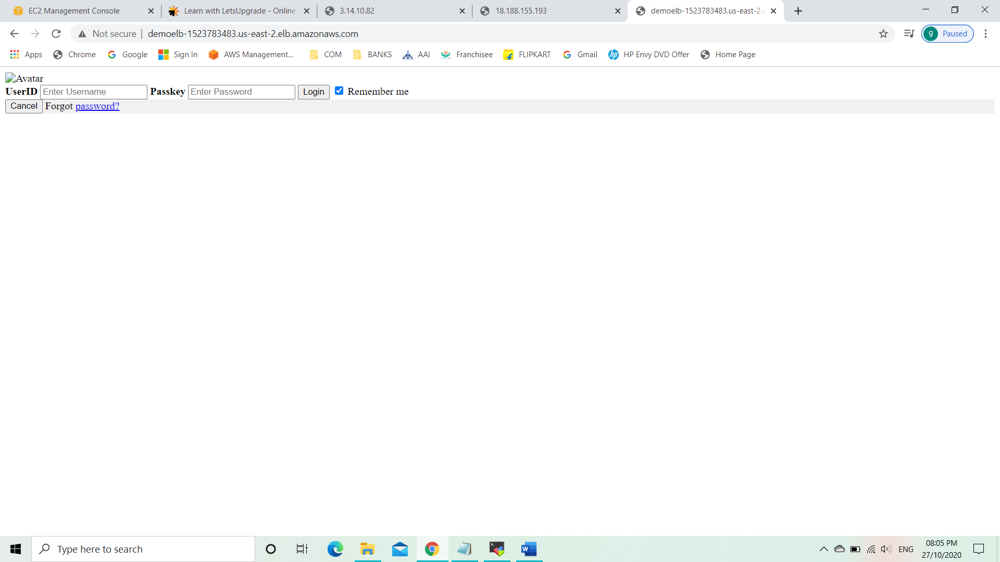 EC2 Management Console
Learn with LetsUpgrade - Online
3.14.10.82
18.188.155.193
demoelb-1523783483.us-east-2.e
Not secure | demoelb-1523783483.us-east-2.elb.amazonaws.com
g Paused
Apps Chrome Google Sign In AWS Management... COM BANKS AAI Franchisee FLIPKART Gmail HP Envy DVD Offer Home Page
Avatar
UserID Enter Username Passkey Enter Password Login Remember me
Cancel Forgot password?
Type here to search
ENG
08:05 PM
27/10/2020